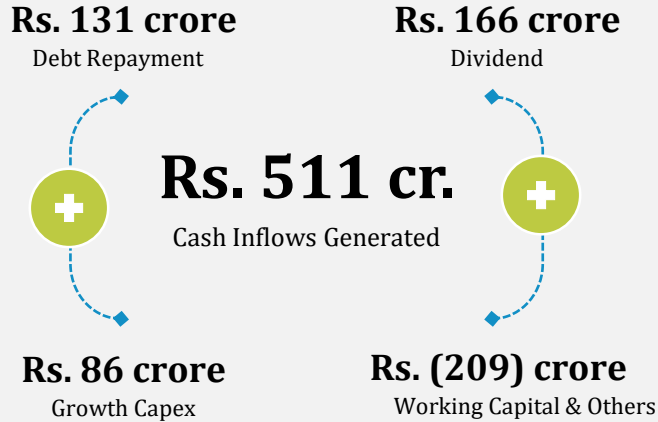 Rs. 131 crore
Debt Repayment
Rs. 166 crore
Dividend
Rs. 511 cr.
Cash Inflows Generated
Rs. 86 crore
Growth Capex
Rs. (209) crore
Working Capital & Others